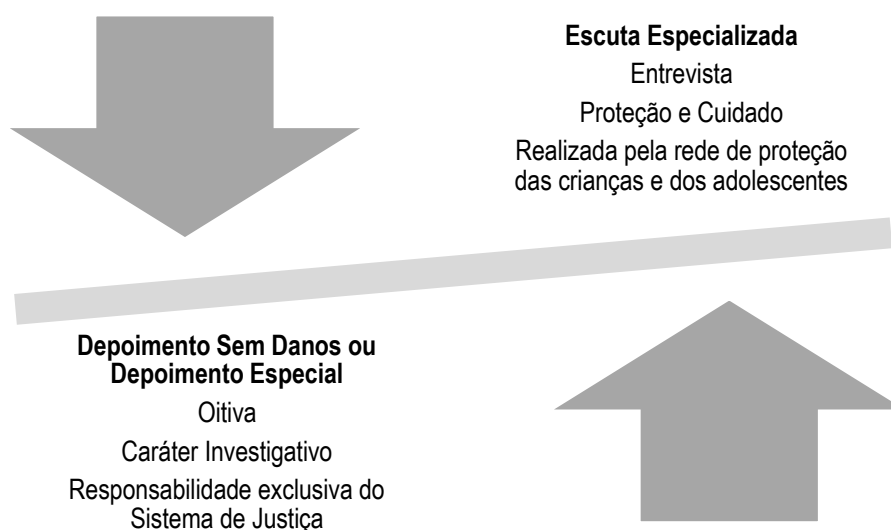 Escuta Especializada
Entrevista
Proteção e Cuidado
Realizada pela rede de proteção
das crianças e dos adolescentes
Depoimento Sem Danos ou
Depoimento Especial
Oitiva
Caráter Investigativo
Responsabilidade exclusiva do
Sistema de Justiça